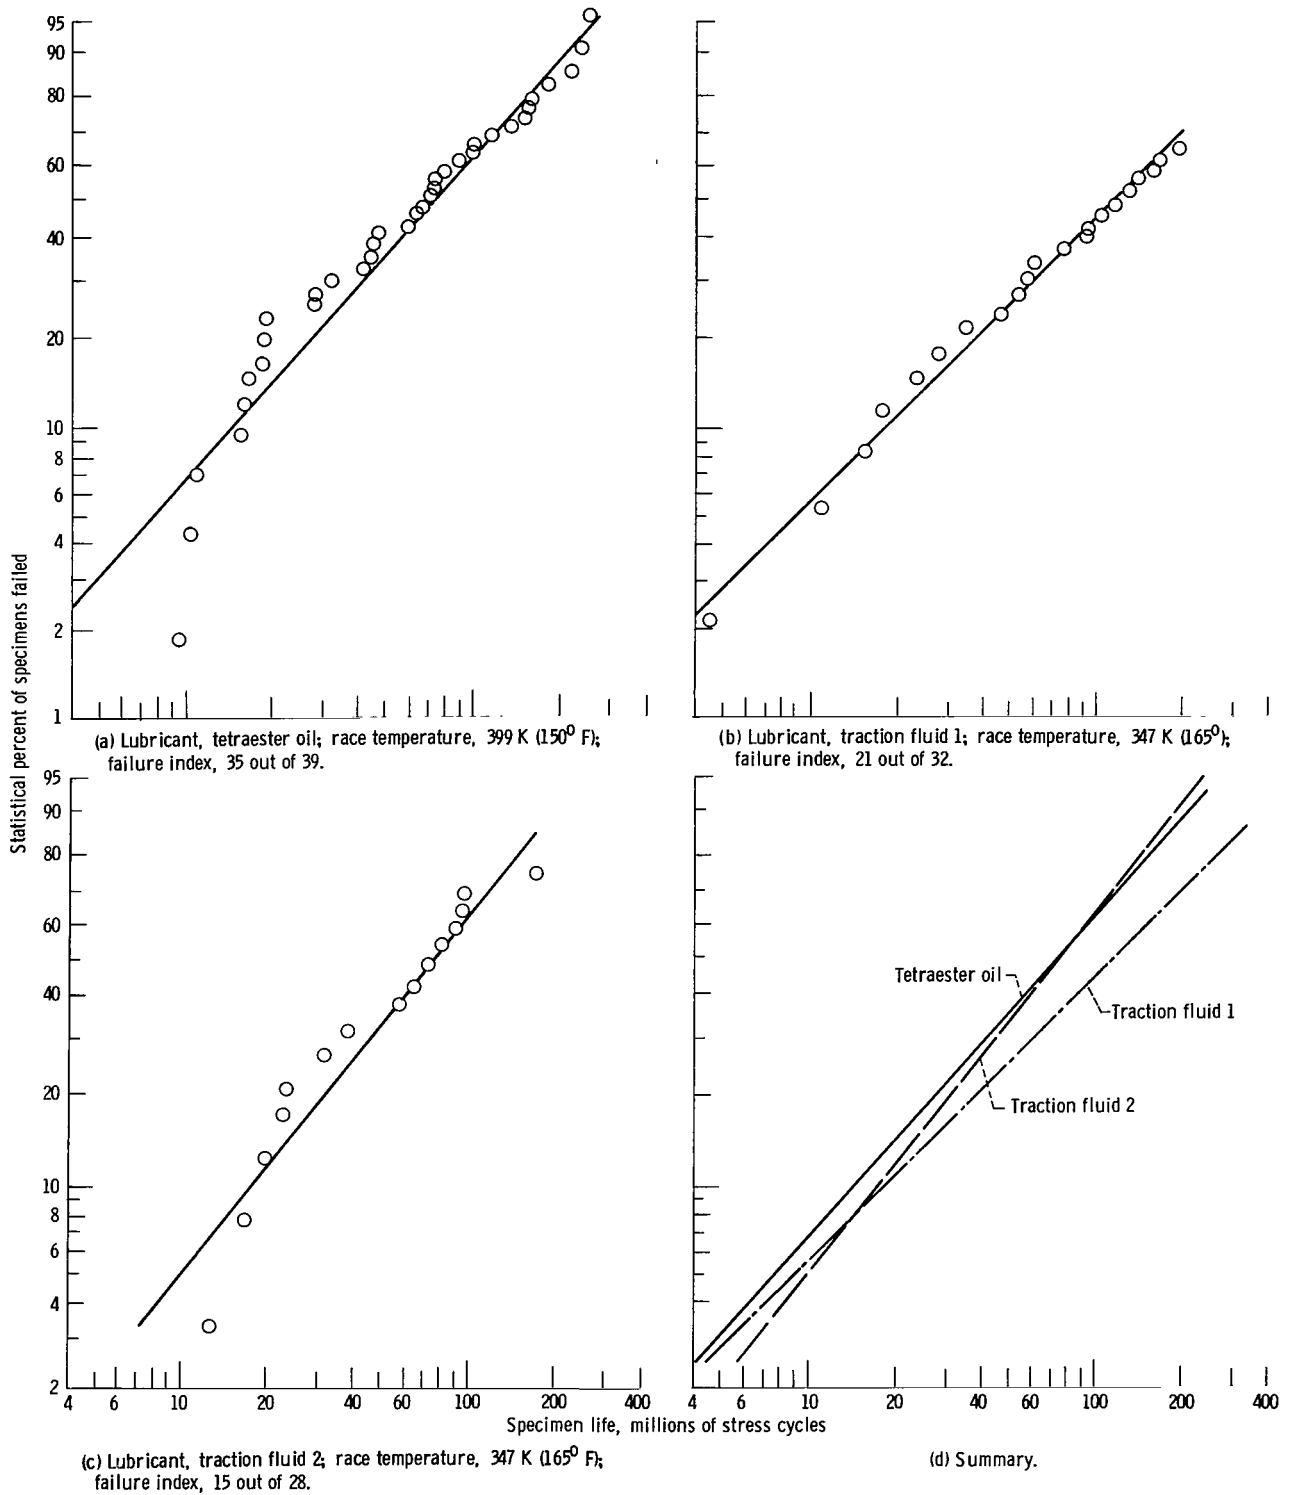 Statistical percent of specimens failed
95
90
80
60
40
20
10
8
6
4
2
1
(a) Lubricant, tetraester oil; race temperature, 399 K (150⁰ F);
failure index, 35 out of 39.
(b) Lubricant, traction fluid 1; race temperature, 347 K (165⁰);
failure index, 21 out of 32.
95
90
80
60
40
20
10
8
6
4
2
4 6 10 20 40 60 100 200 400
Tetraester oil
Traction fluid 1
Traction fluid 2
4 6 10 20 40 60 100 200 400
Specimen life, millions of stress cycles
(c) Lubricant, traction fluid 2; race temperature, 347 K (165⁰ F);
failure index, 15 out of 28.
(d) Summary.